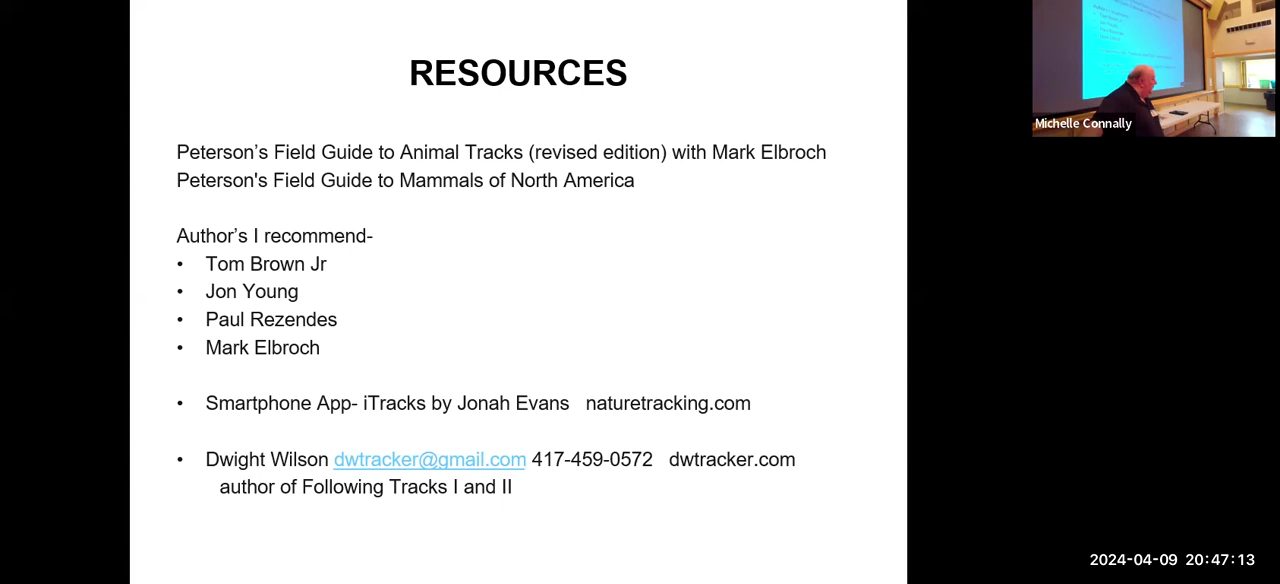 RESOURCES
Peterson’s Field Guide to Animal Tracks (revised edition) with Mark Elbroch
Peterson's Field Guide to Mammals of North America
Author’s I recommend-
• Tom Brown Jr
• Jon Young
• Paul Rezendes
• Mark Elbroch
• Smartphone App- iTracks by Jonah Evans naturetracking.com
• Dwight Wilson dwtracker@gmail.com 417-459-0572 dwtracker.com
author of Following Tracks I and II
Michelle Connally
2024-04-09 20:47:13